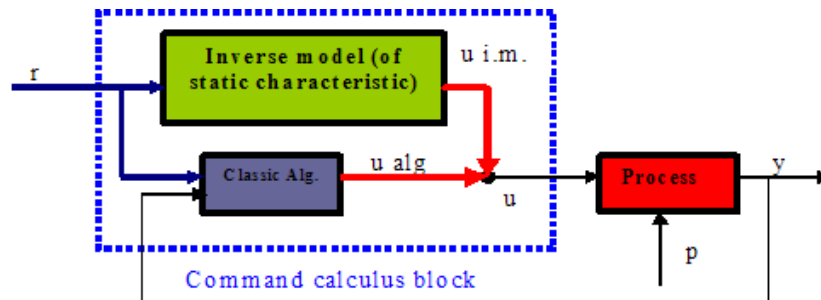 Inverse model (of
static characteristic)
u i.m.
r
Classic Alg.
u alg
u
Process
y
p
Command calculus block